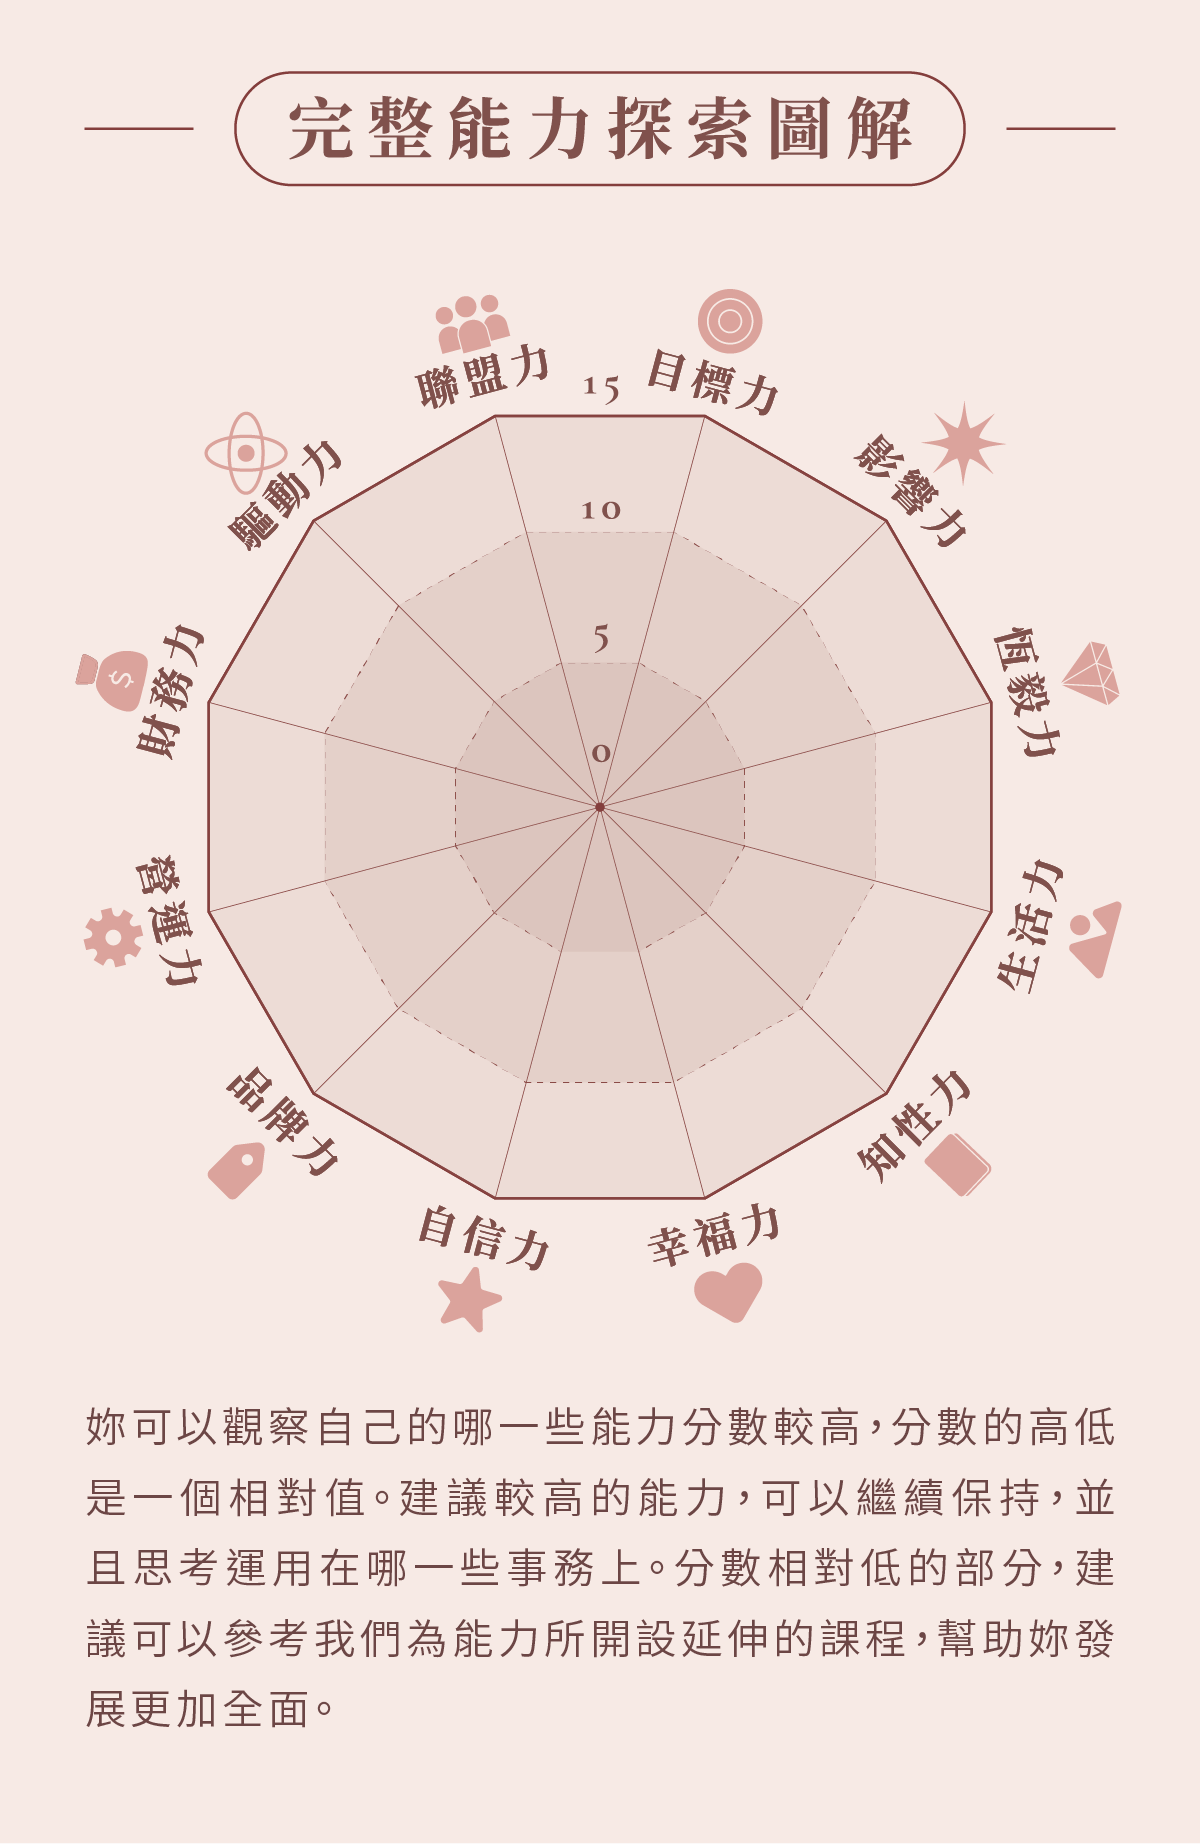 完整能力探索圖解
聯盟力
15
目標力
驅動力
影響力
10
財務力
5
恆毅力
0
營運力
生活力
品牌力
知性力
自信力
幸福力
$
妳可以觀察自己的哪一些能力分數較高，分數的高低
是一個相對值。建議較高的能力，可以繼續保持，並
且思考運用在哪一些事務上。分數相對低的部分，建
議可以參考我們為能力所開設延伸的課程，幫助妳發
展更加全面。